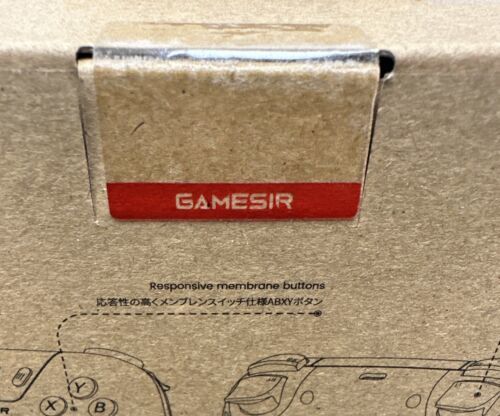 GAMESIR
Responsive membrane buttons
応答性の高くメンブレンスイッチ仕様ABXYボタン
Y
X B
R